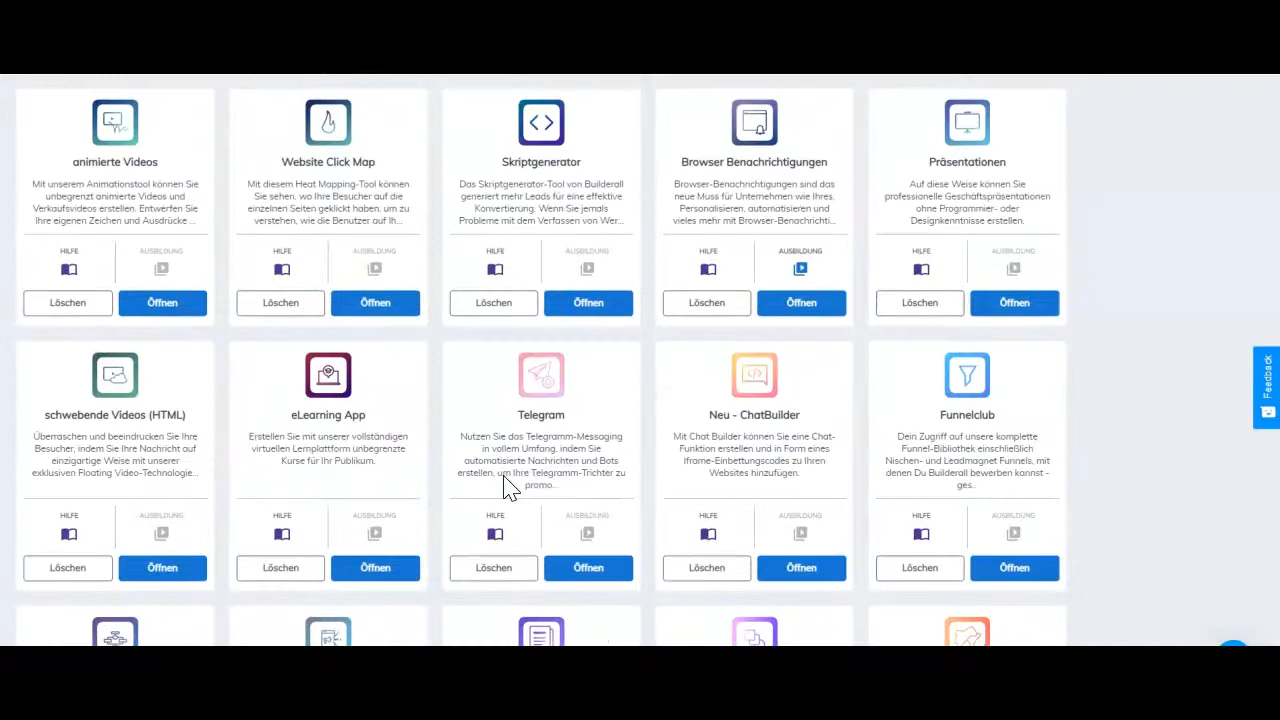 animierte Videos
Mit unserem Animationstool können Sie
unbegrenzt animierte Videos und
Verkaufsvideos erstellen. Entwerfen Sie
Ihre eigenen Zeichen und Ausdrücke ...
HILFE
AUSBILDUNG
Löschen
Öffnen
Website Click Map
Mit diesem Heat Mapping-Tool können
Sie sehen, wo Ihre Besucher auf die
einzelnen Seiten geklickt haben, um zu
verstehen, wie die Benutzer auf Ih...
HILFE
AUSBILDUNG
Löschen
Öffnen
Skriptgenerator
Das Skriptgenerator-Tool von Builderall
generiert mehr Leads für eine effektive
Konvertierung. Wenn Sie jemals
Probleme mit dem Verfassen von Wer...
HILFE
AUSBILDUNG
Löschen
Öffnen
Browser Benachrichtigungen
Browser-Benachrichtigungen sind das
neue Muss für Unternehmen wie Ihres.
Personalisieren, automatisieren und
vieles mehr mit Browser-Benachrichti...
HILFE
AUSBILDUNG
Löschen
Öffnen
Präsentationen
Auf diese Weise können Sie
professionelle Geschäftspräsentationen
ohne Programmier- oder
Designkenntnisse erstellen.
HILFE
AUSBILDUNG
Löschen
Öffnen
schwebende Videos (HTML)
Überraschen und beeindrucken Sie Ihre
Besucher, indem Sie Ihre Nachricht auf
einzigartige Weise mit unserer
exklusiven Floating Video-Technologie...
HILFE
AUSBILDUNG
Löschen
Öffnen
eLearning App
Erstellen Sie mit unserer vollständigen
virtuellen Lernplattform unbegrenzte
Kurse für Ihr Publikum.
HILFE
AUSBILDUNG
Löschen
Öffnen
Telegram
Nutzen Sie das Telegramm-Messaging
in vollem Umfang, indem Sie
automatisierte Nachrichten und Bots
erstellen, um Ihre Telegramm-Trichter zu
promo...
HILFE
AUSBILDUNG
Löschen
Öffnen
Neu - ChatBuilder
Mit Chat Builder können Sie eine Chat-
Funktion erstellen und in Form eines
Iframe-Einbettungscodes zu Ihren
Websites hinzufügen.
HILFE
AUSBILDUNG
Löschen
Öffnen
Funnelclub
Dein Zugriff auf unsere komplette
Funnel-Bibliothek einschließlich
Nischen- und Leadmagnet Funnels, mit
denen Du Builderall bewerben kannst -
ges..
HILFE
AUSBILDUNG
Löschen
Öffnen
Feedback